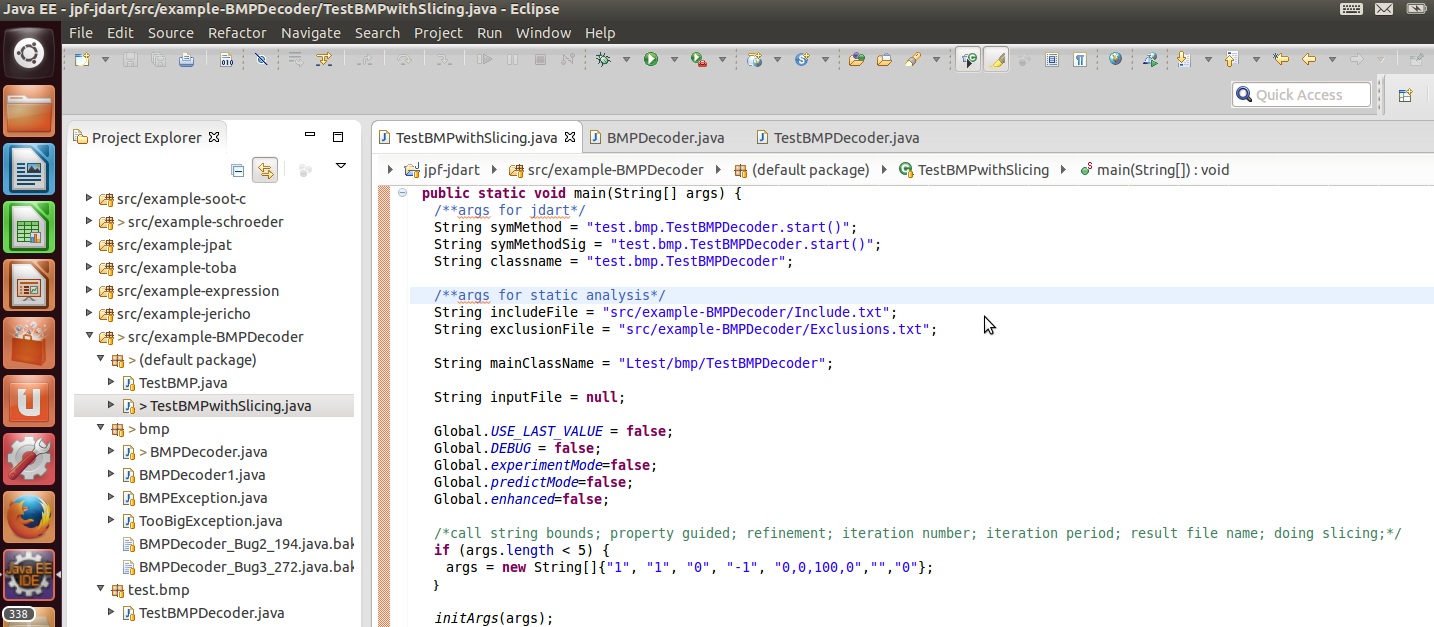 Java EE - jpf-jdart/src/example-BMPDecoder/TestBMPwithSlicing.java - Eclipse
File Edit Source Refactor Navigate Search Project Run Window Help
Quick Access
Project Explorer
src/example-soot-c
> src/example-schroeder
src/example-jpat
src/example-toba
src/example-expression
src/example-jericho
> src/example-BMPDecoder
> (default package)
TestBMP.java
> TestBMPwithSlicing.java
> bmp
> BMPDecoder.java
BMPDecoder1.java
BMPException.java
TooBigException.java
BMPDecoder_Bug2_194.java.bak
BMPDecoder_Bug3_272.java.bak
test.bmp
TestBMPDecoder.java
Java EE
IDE
338
TestBMPwithSlicing.java BMPDecoder.java TestBMPDecoder.java
jpf-jdart src/example-BMPDecoder (default package) TestBMPwithSlicing main(String[]) : void
public static void main(String[] args) {
/**args for jdart*/
String symMethod = "test.bmp.TestBMPDecoder.start()";
String symMethodSig = "test.bmp.TestBMPDecoder.start()";
String classname = "test.bmp.TestBMPDecoder";
/**args for static analysis*/
String includeFile = "src/example-BMPDecoder/Include.txt";
String exclusionFile = "src/example-BMPDecoder/Exclusions.txt";
String mainClassName = "Ltest/bmp/TestBMPDecoder";
String inputFile = null;
Global.USE_LAST_VALUE = false;
Global.DEBUG = false;
Global.experimentMode=false;
Global.predictMode=false;
Global.enhanced=false;
/*call string bounds; property guided; refinement; iteration number; iteration period; result file name; doing slicing;*/
if (args.length < 5) {
args = new String[]{"1", "1", "0", "-1", "0,0,100,0","","0"};
}
initArgs(args);